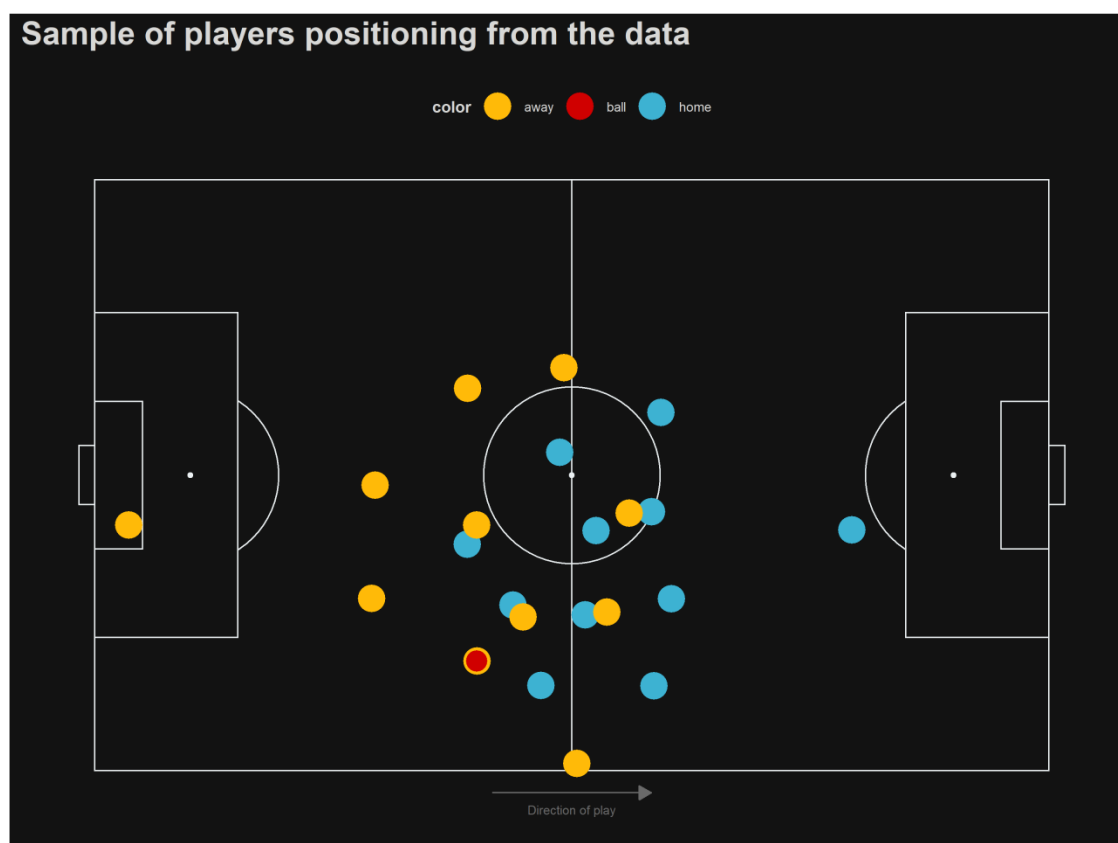 Sample of players positioning from the data
color away ball home
Direction of play